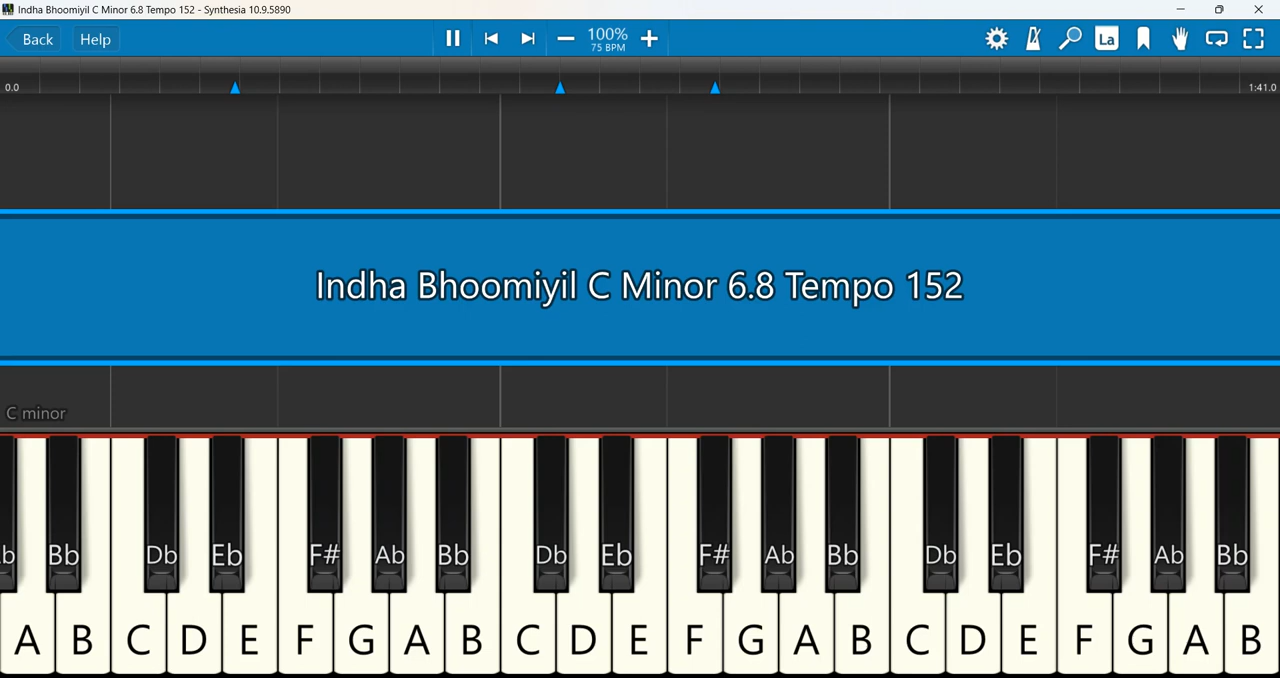 Indha Bhoomiyil C Minor 6.8 Tempo 152 - Synthesia 10.9.5890
Back Help 100% La
75 BPM
0.0 1:41.0
Indha Bhoomiyil C Minor 6.8 Tempo 152
C minor
Bb Db Eb F# Ab Bb Db Eb F# Ab Bb Db Eb F# Ab Bb
A B C D E F G A B C D E F G A B C D E F G A B